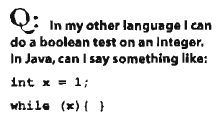 Q: In my other language I can
do a boolean test on an integer.
In Java, can I say something like:
int x = 1;
while (x){ }